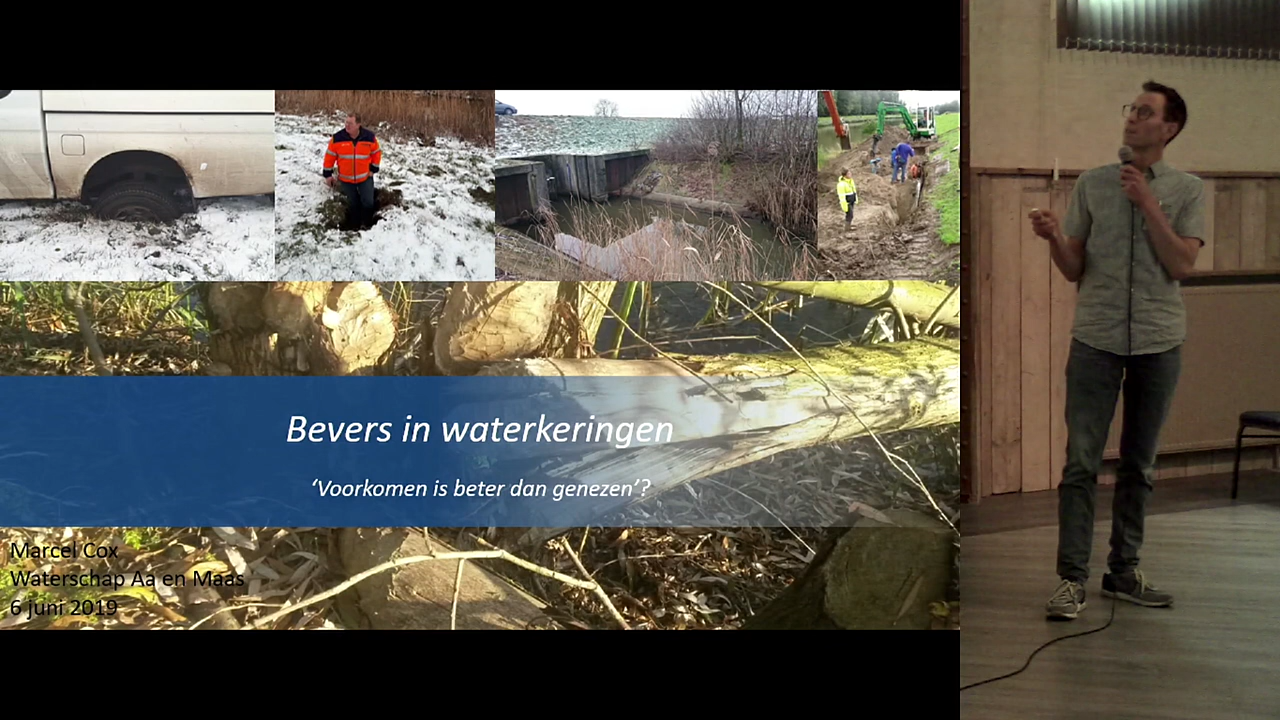 Bevers in waterkeringen
‘Voorkomen is beter dan genezen’?
Marcel Cox
Waterschap Aa en Maas
6 juni 2019